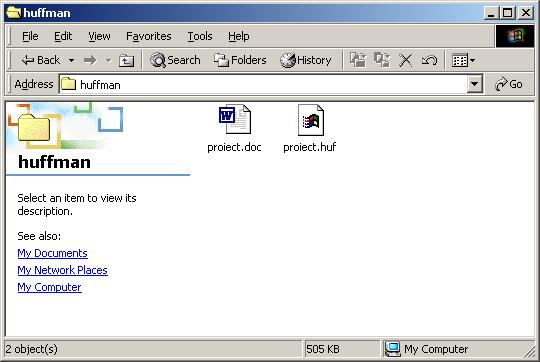 huffman
File Edit View Favorites Tools Help
Back Search Folders History
Address huffman Go
huffman
Select an item to view its
description.
See also:
My Documents
My Network Places
My Computer
proiect.doc
proiect.huf
2 object(s) 505 KB My Computer